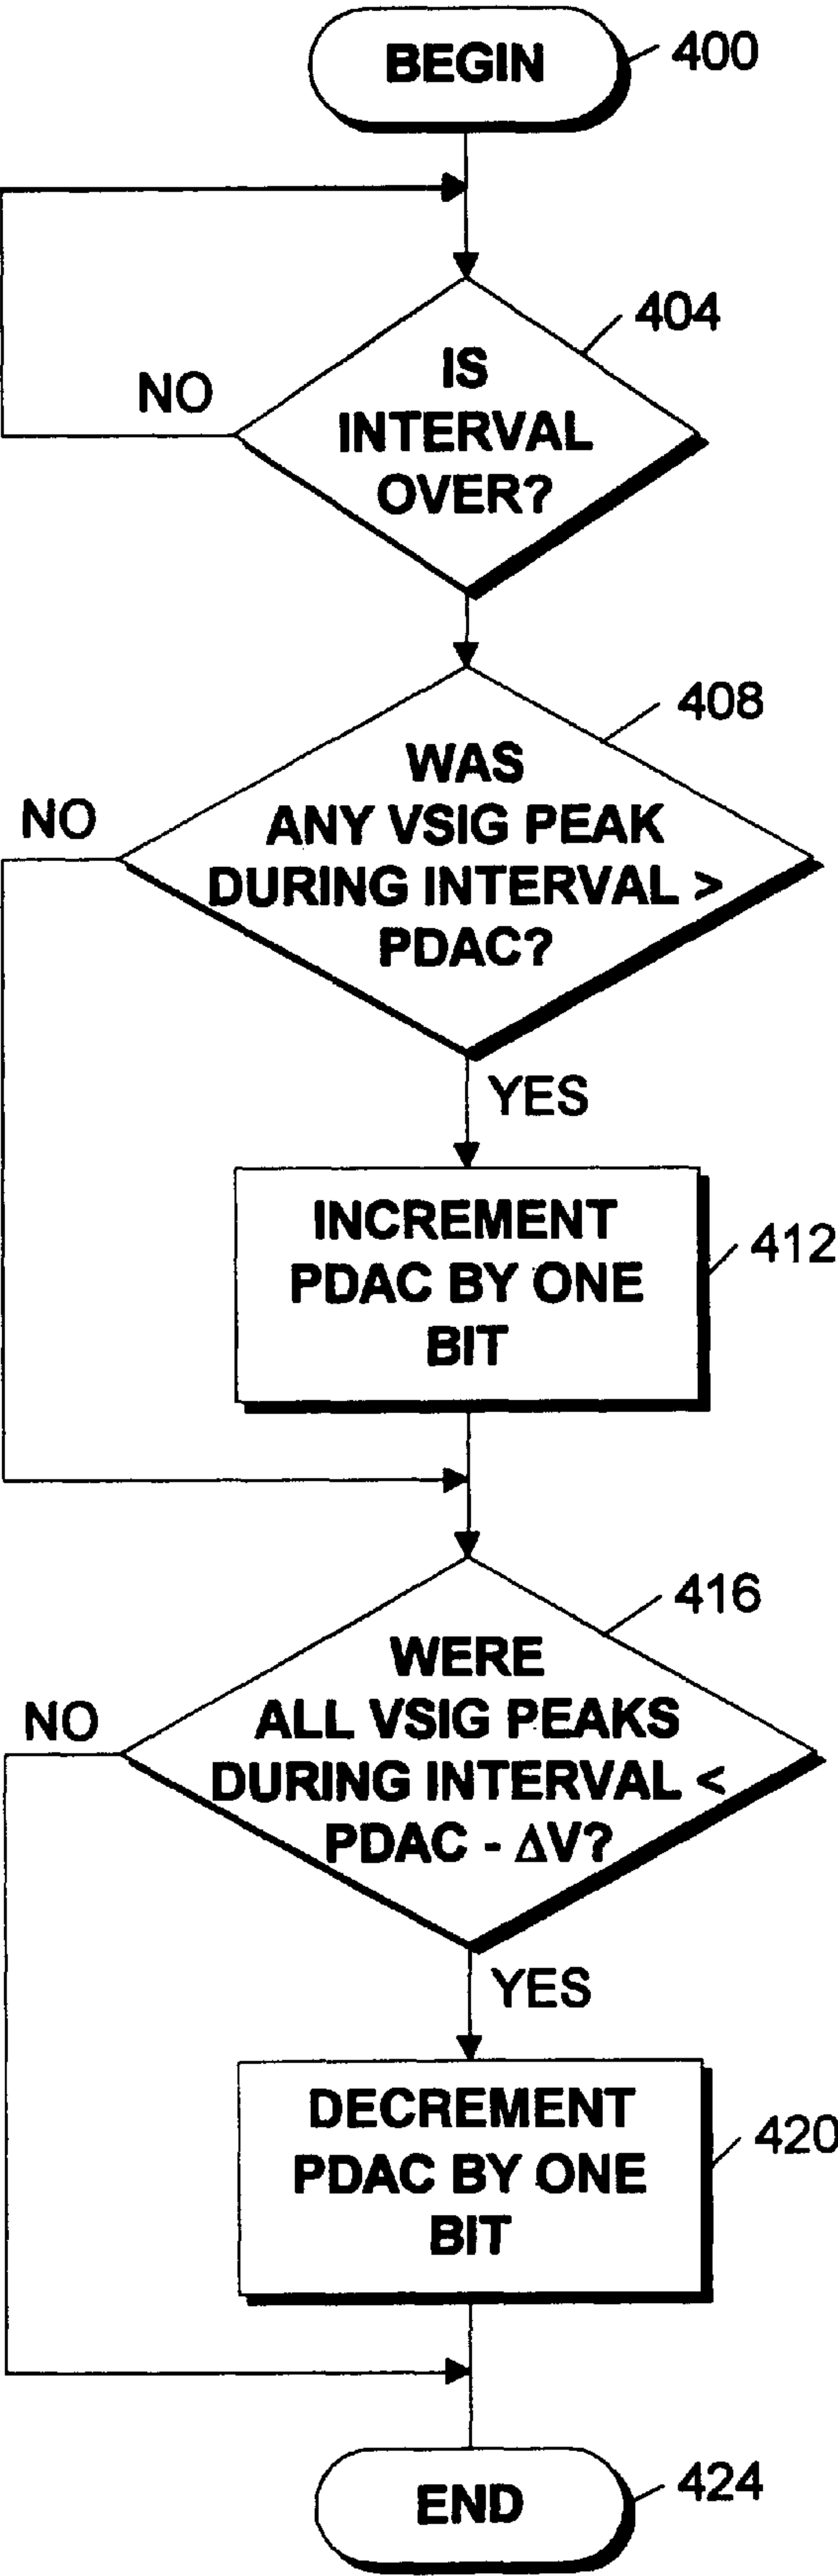 BEGIN
400
404
IS
INTERVAL
OVER?
NO
408
WAS
ANY VSIG PEAK
DURING INTERVAL >
PDAC?
NO
YES
INCREMENT
PDAC BY ONE
BIT
412
416
WERE
ALL VSIG PEAKS
DURING INTERVAL <
PDAC - ΔV?
NO
YES
DECREMENT
PDAC BY ONE
BIT
420
END
424